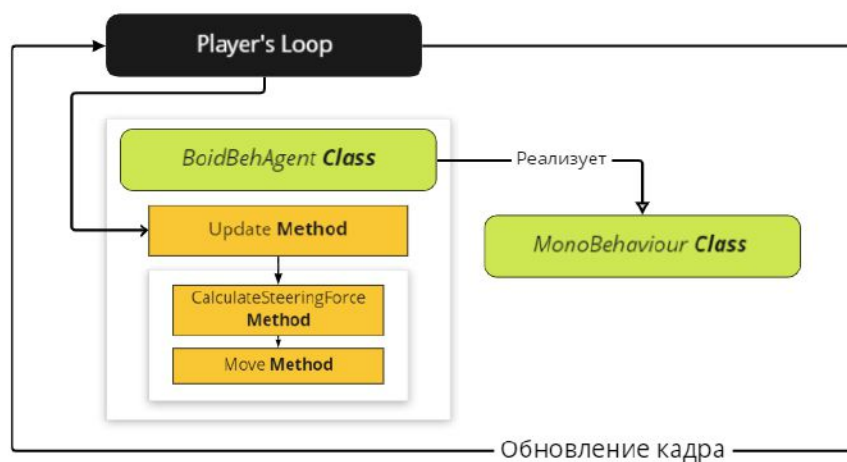 Player's Loop
BoidBehAgent Class
Реализует
Update Method
MonoBehaviour Class
CalculateSteeringForce
Method
Move Method
Обновление кадра